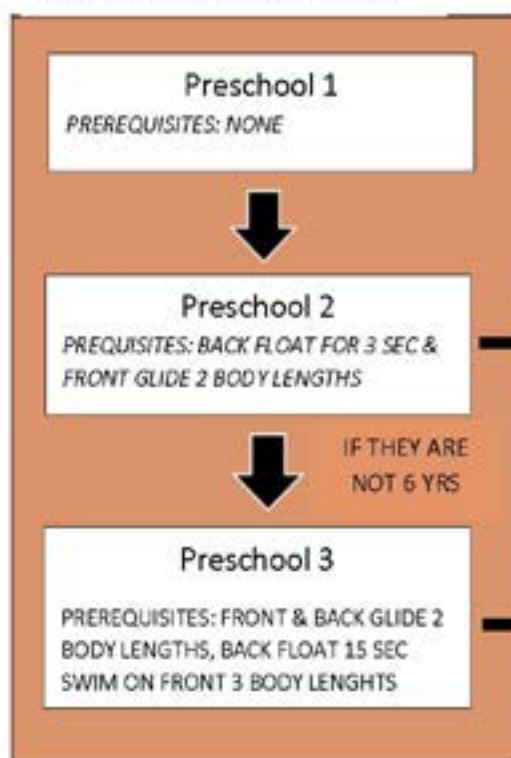 Preschool 1
PREREQUISITES: NONE
Preschool 2
PREQUISITES: BACK FLOAT FOR 3 SEC &
FRONT GLIDE 2 BODY LENGTHS
IF THEY ARE
NOT 6 YRS
Preschool 3
PREREQUISITES: FRONT & BACK GLIDE 2
BODY LENGTHS, BACK FLOAT 15 SEC
SWIM ON FRONT 3 BODY LENGHTS